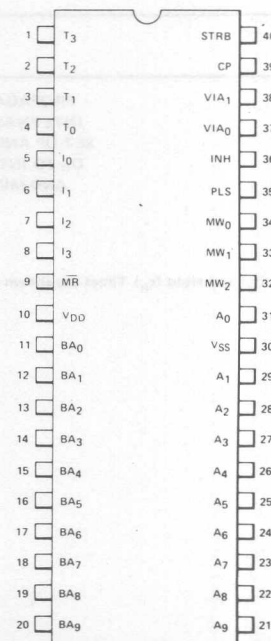 1 T3 STRB 40
2 T2 CP 39
3 T1 VIA1 38
4 T0 VIA0 37
5 I0 INH 36
6 I1 PLS 35
7 I2 MW0 34
8 I3 MW1 33
9 M̅R̅ MW2 32
10 VDD A0 31
11 BA0 VSS 30
12 BA1 A1 29
13 BA2 A2 28
14 BA3 A3 27
15 BA4 A4 26
16 BA5 A5 25
17 BA6 A6 24
18 BA7 A7 23
19 BA8 A8 22
20 BA9 A9 21